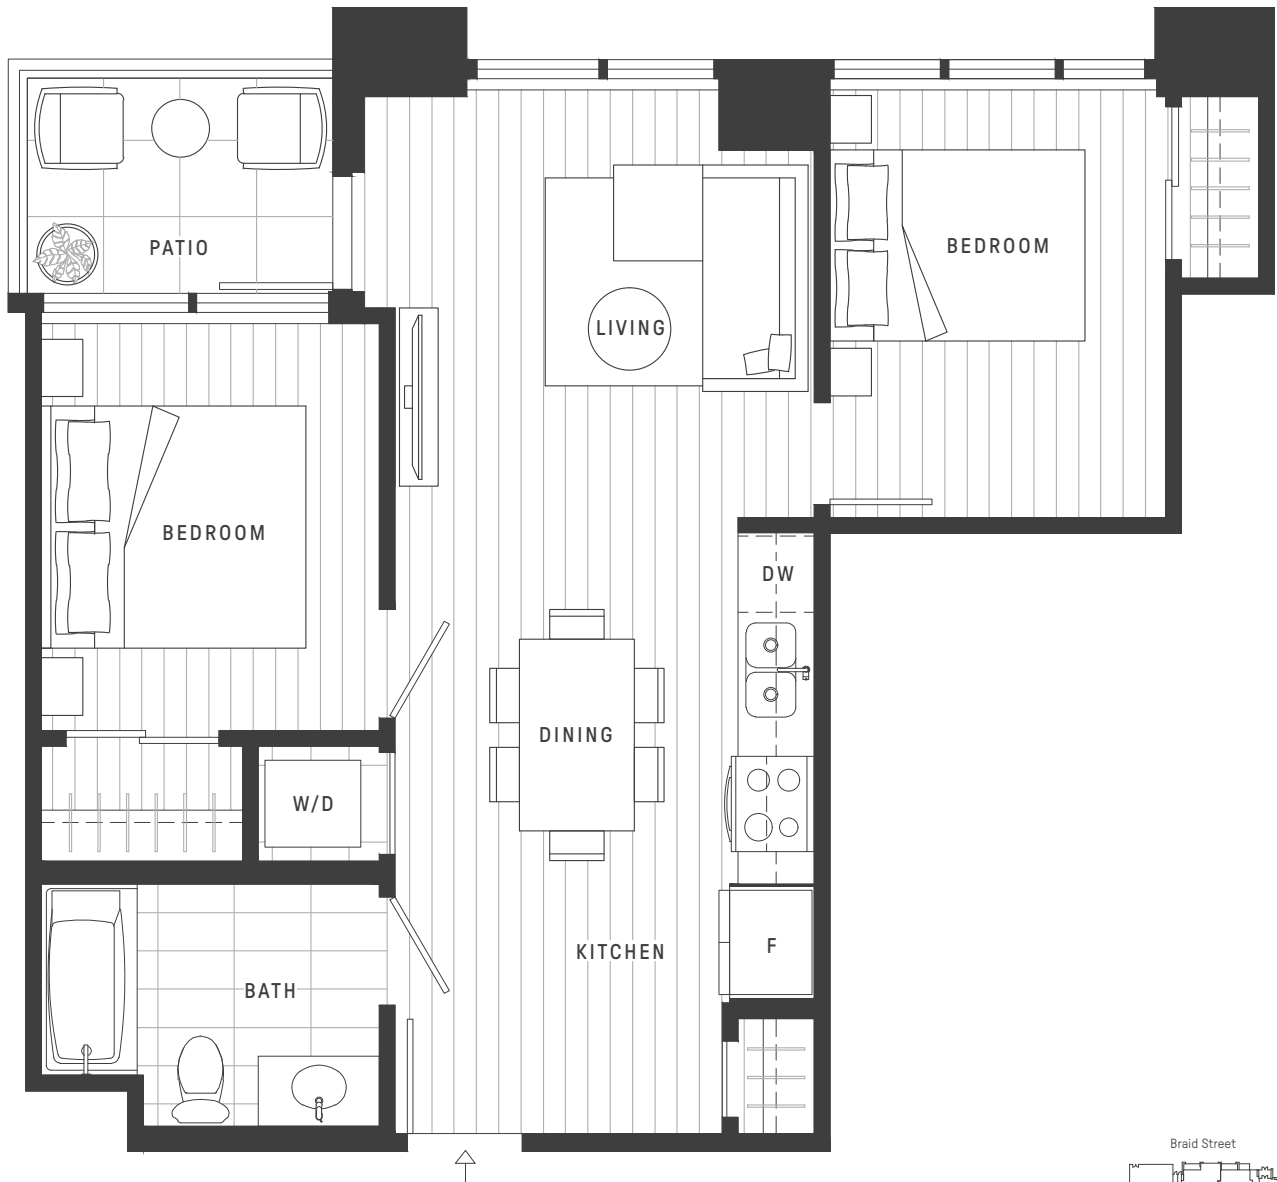 PATIO
BEDROOM
LIVING
BEDROOM
DW
DINING
W/D
KITCHEN
F
BATH
Braid Street